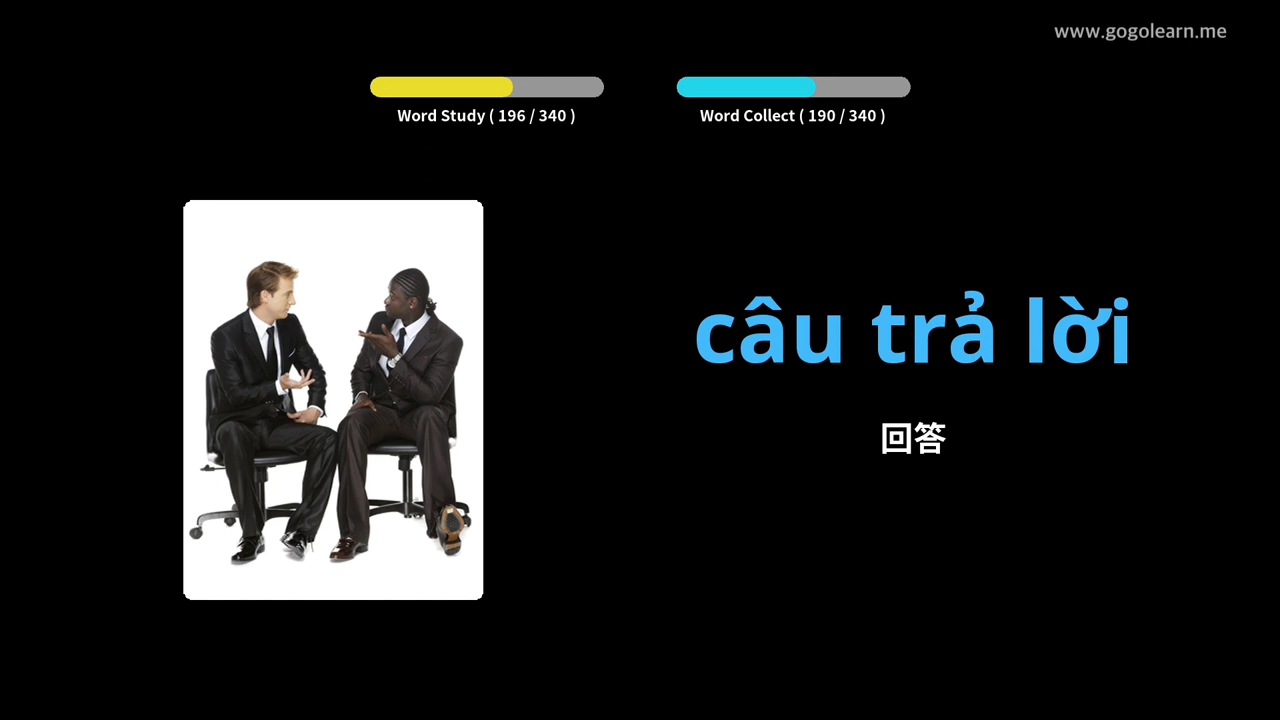 www.gogolearn.me
Word Study ( 196 / 340 )
Word Collect ( 190 / 340 )
câu trả lời
回答